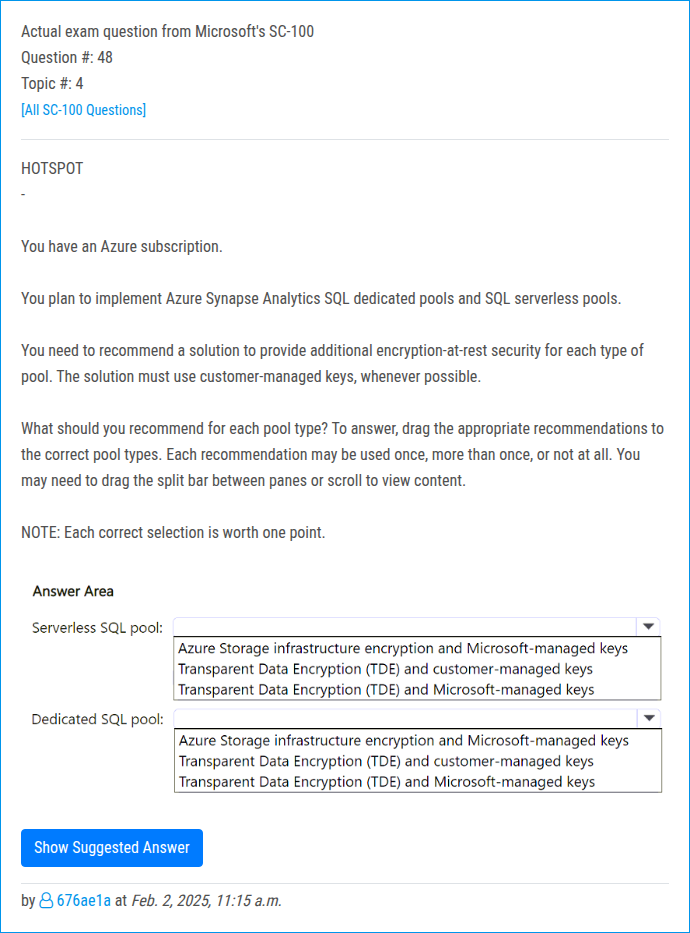 Actual exam question from Microsoft's SC-100
Question #: 48
Topic #: 4
[All SC-100 Questions]
HOTSPOT
-
You have an Azure subscription.
You plan to implement Azure Synapse Analytics SQL dedicated pools and SQL serverless pools.
You need to recommend a solution to provide additional encryption-at-rest security for each type of
pool. The solution must use customer-managed keys, whenever possible.
What should you recommend for each pool type? To answer, drag the appropriate recommendations to
the correct pool types. Each recommendation may be used once, more than once, or not at all. You
may need to drag the split bar between panes or scroll to view content.
NOTE: Each correct selection is worth one point.
Answer Area
Serverless SQL pool:
Azure Storage infrastructure encryption and Microsoft-managed keys
Transparent Data Encryption (TDE) and customer-managed keys
Transparent Data Encryption (TDE) and Microsoft-managed keys
Dedicated SQL pool:
Azure Storage infrastructure encryption and Microsoft-managed keys
Transparent Data Encryption (TDE) and customer-managed keys
Transparent Data Encryption (TDE) and Microsoft-managed keys
Show Suggested Answer
by 676ae1a at Feb. 2, 2025, 11:15 a.m.